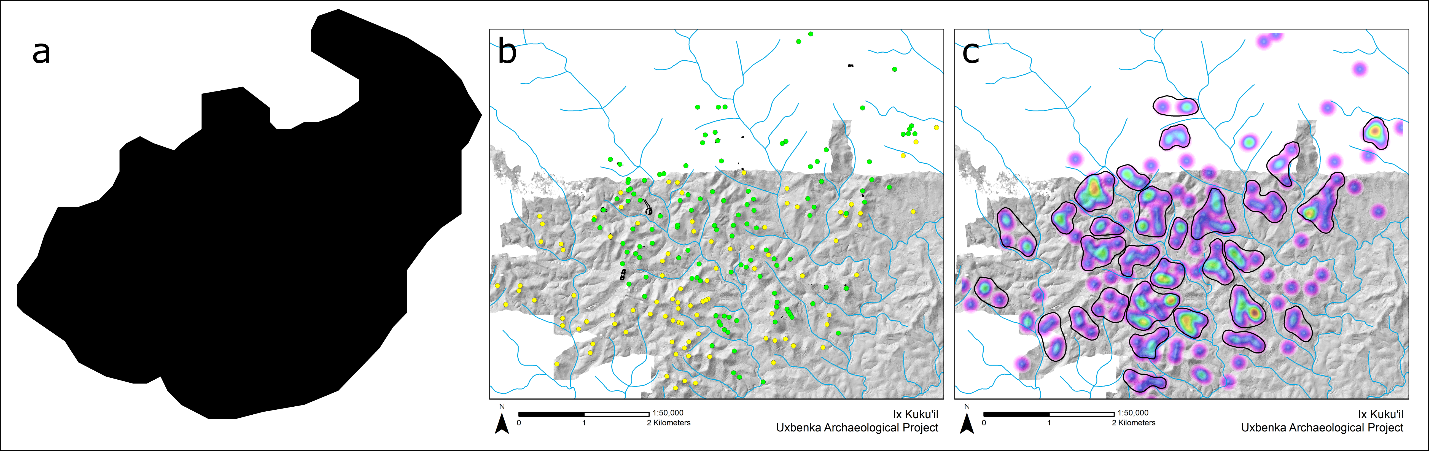 a
b
N
1:50,000
0 1 2 Kilometers
Ix Kuku'il
Uxbenka Archaeological Project
c
N
1:50,000
0 1 2 Kilometers
Ix Kuku'il
Uxbenka Archaeological Project